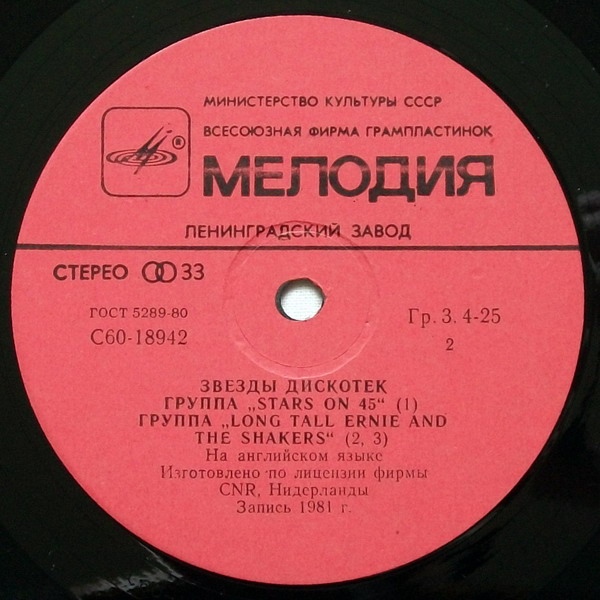 МИНИСТЕРСТВО КУЛЬТУРЫ СССР
ВСЕСОЮЗНАЯ ФИРМА ГРАМПЛАСТИНОК
®
МЕЛОДИЯ
ЛЕНИНГРАДСКИЙ ЗАВОД
СТЕРЕО 33
ГОСТ 5289-80
С60-18942
Гр. 3. 4-25
2
ЗВЕЗДЫ ДИСКОТЕК
ГРУППА „STARS ON 45“ (1)
ГРУППА „LONG TALL ERNIE AND
THE SHAKERS“ (2, 3)
На английском языке
Изготовлено по лицензии фирмы
CNR, Нидерланды
Запись 1981 г.